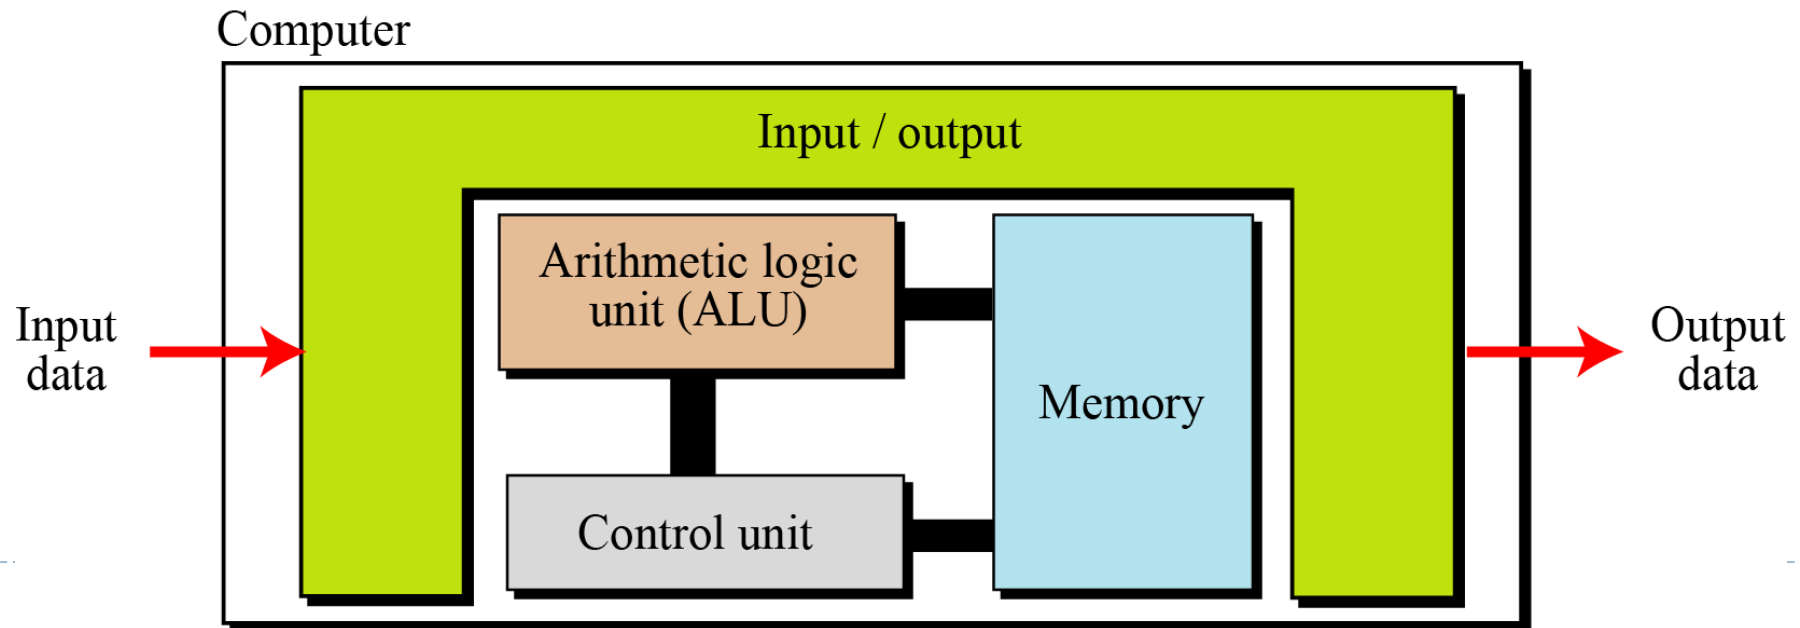 Computer
Input / output
Arithmetic logic
unit (ALU)
Input
data
Memory
Output
data
Control unit